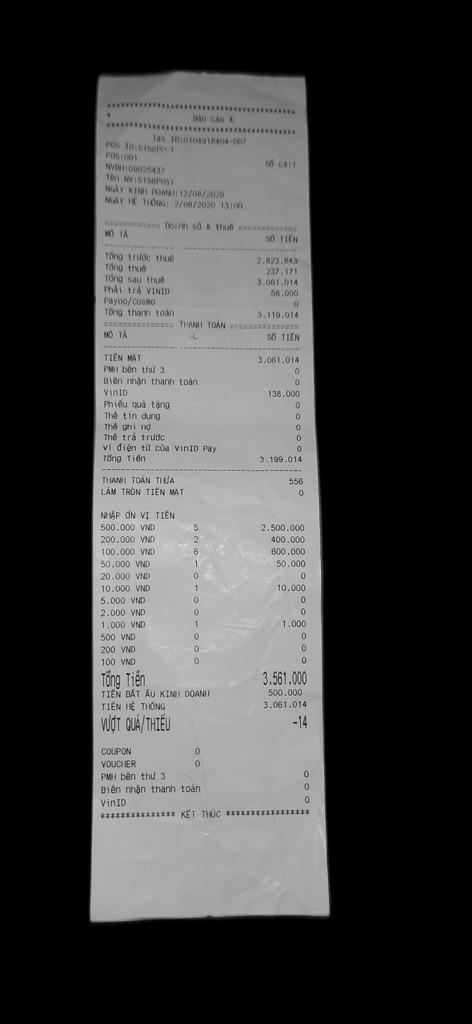 *********************************
* Báo cáo X
*********************************
Tax ID:0104918404-007
POS ID:5156POS1
POS:001 Số ca:1
NVBH:09025437
Tên NV:5156POS1
NGÀY KINH DOANH:12/08/2020
NGÀY HỆ THỐNG: 2/08/2020 13:00
============ Doanh số & thuế ============
MÔ TẢ SỐ TIỀN
Tổng trước thuế 2.823.843
Tổng thuế 237.171
Tổng sau thuế 3.061.014
Phải trả VINID 58.000
Payoo/Cosmo 0
Tổng thanh toán 3.119.014
============ THANH TOÁN ============
MÔ TẢ SL SỐ TIỀN
TIỀN MẶT 3.061.014
PMH bên thứ 3 0
Biên nhận thanh toán 0
VinID 138.000
Phiếu quà tặng 0
Thẻ tín dụng 0
Thẻ ghi nợ 0
Thẻ trả trước 0
Ví điện tử của VinID Pay 0
Tổng Tiền 3.199.014
THANH TOÁN THỪA 556
LÀM TRÒN TIỀN MẶT 0
NHẬP ƠN VỊ TIỀN
500.000 VND 5 2.500.000
200.000 VND 2 400.000
100.000 VND 6 600.000
50.000 VND 1 50.000
20.000 VND 0 0
10.000 VND 1 10.000
5.000 VND 0 0
2.000 VND 0 0
1.000 VND 1 1.000
500 VND 0 0
200 VND 0 0
100 VND 0 0
Tổng Tiền 3.561.000
TIỀN BẮT ẦU KINH DOANH 500.000
TIỀN HỆ THỐNG 3.061.014
VƯỢT QUÁ/THIẾU -14
COUPON 0
VOUCHER 0
PMH bên thứ 3 0
Biên nhận thanh toán 0
VinID 0
*************** KẾT THÚC *****************